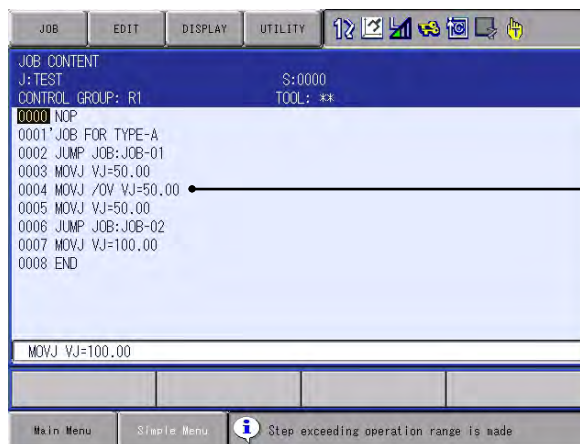 JOB EDIT DISPLAY UTILITY
JOB CONTENT
J:TEST S:0000
CONTROL GROUP: R1 TOOL: **
0000 NOP
0001'JOB FOR TYPE-A
0002 JUMP JOB:JOB-01
0003 MOVJ VJ=50.00
0004 MOVJ /OV VJ=50.00
0005 MOVJ VJ=50.00
0006 JUMP JOB:JOB-02
0007 MOVJ VJ=100.00
0008 END
MOVJ VJ=100.00
Main Menu Simple Menu Step exceeding operation range is made